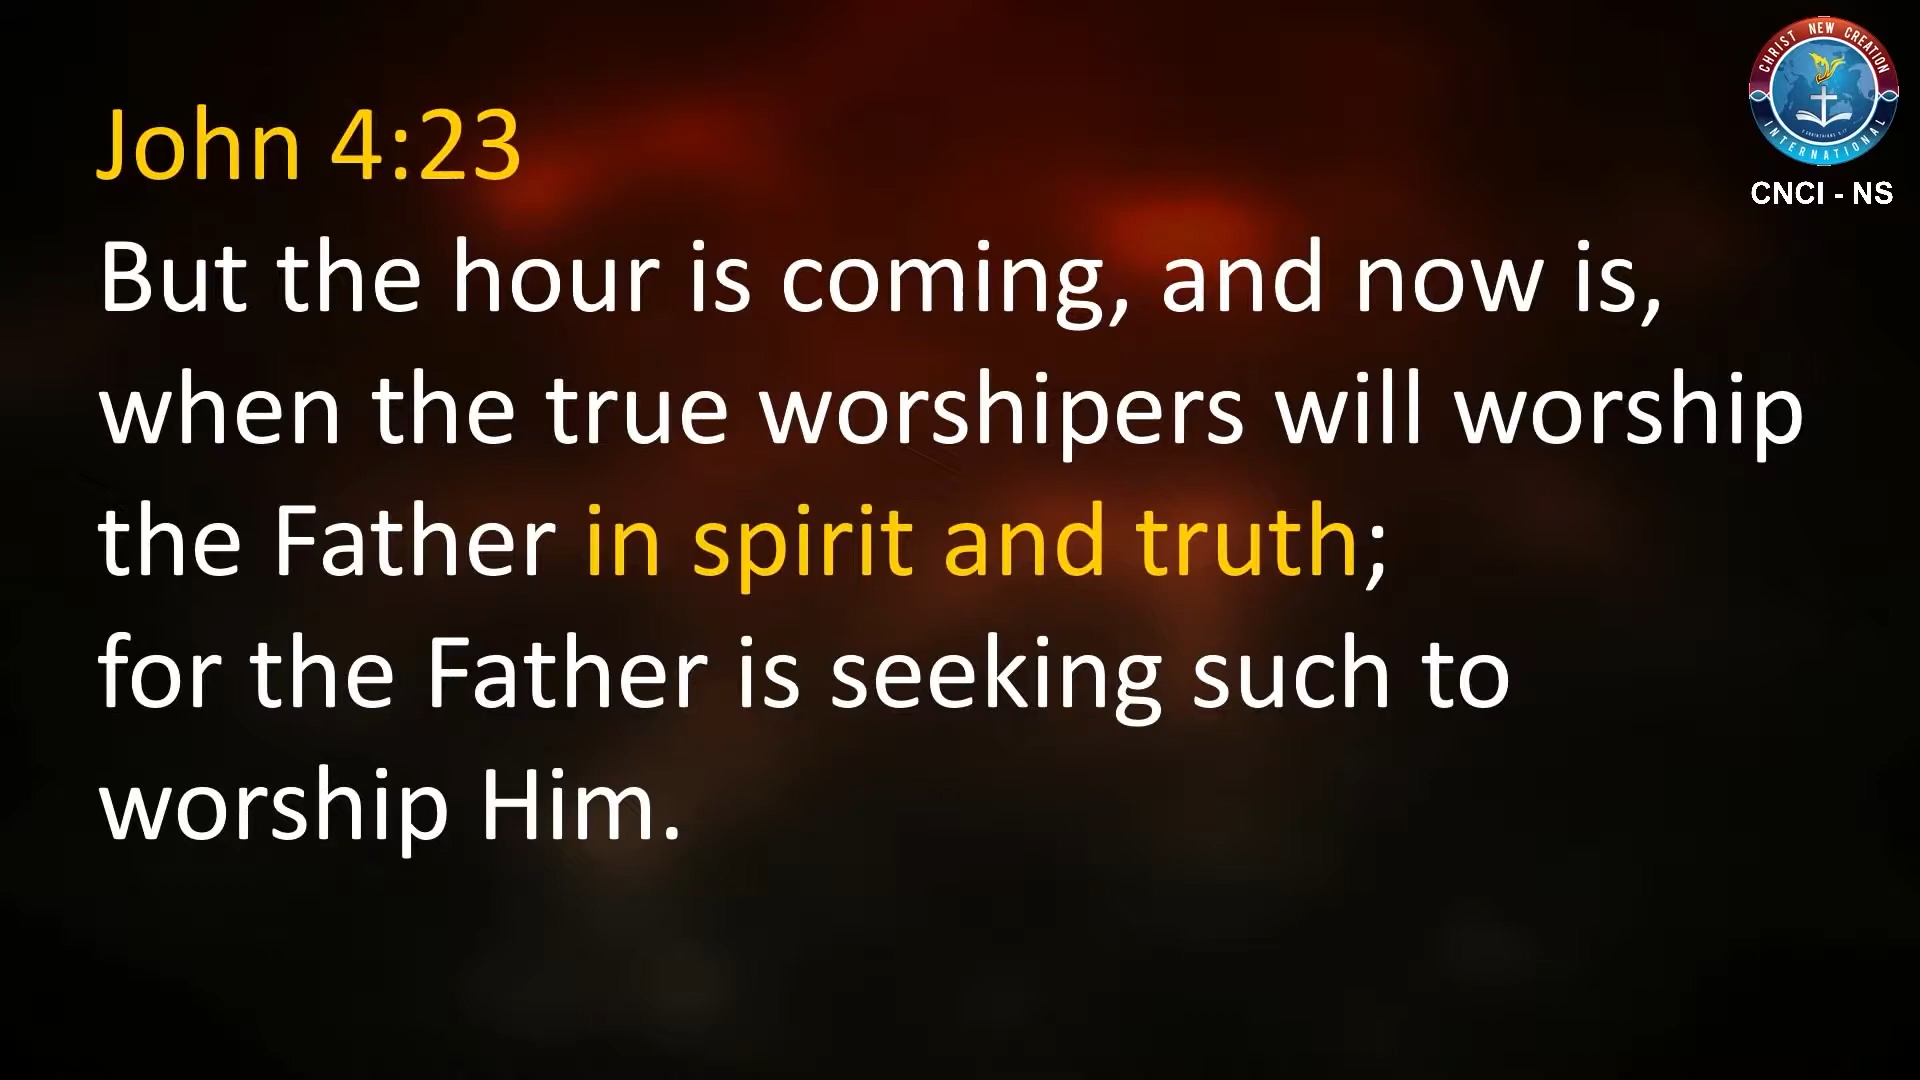 John 4:23
But the hour is coming, and now is,
when the true worshipers will worship
the Father in spirit and truth;
for the Father is seeking such to
worship Him.
CHRIST NEW CREATION
INTERNATIONAL
CNCI - NS